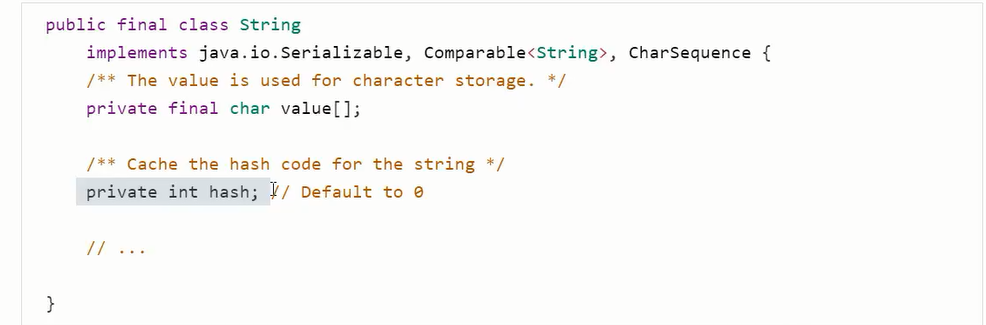 public final class String
implements java.io.Serializable, Comparable<String>, CharSequence {
/** The value is used for character storage. */
private final char value[];
/** Cache the hash code for the string */
private int hash; // Default to 0
// ...
}